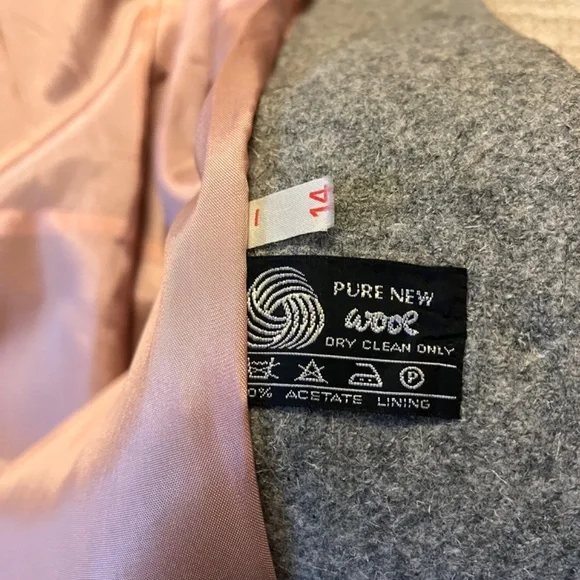 14
PURE NEW
wool
DRY CLEAN ONLY
P
0% ACETATE LINING